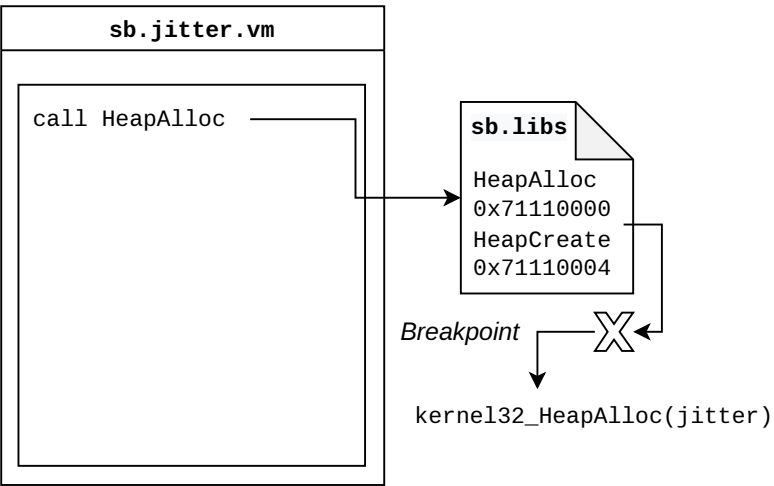 sb.jitter.vm
call HeapAlloc
sb.libs
HeapAlloc
0x71110000
HeapCreate
0x71110004
Breakpoint
kernel32_HeapAlloc(jitter)